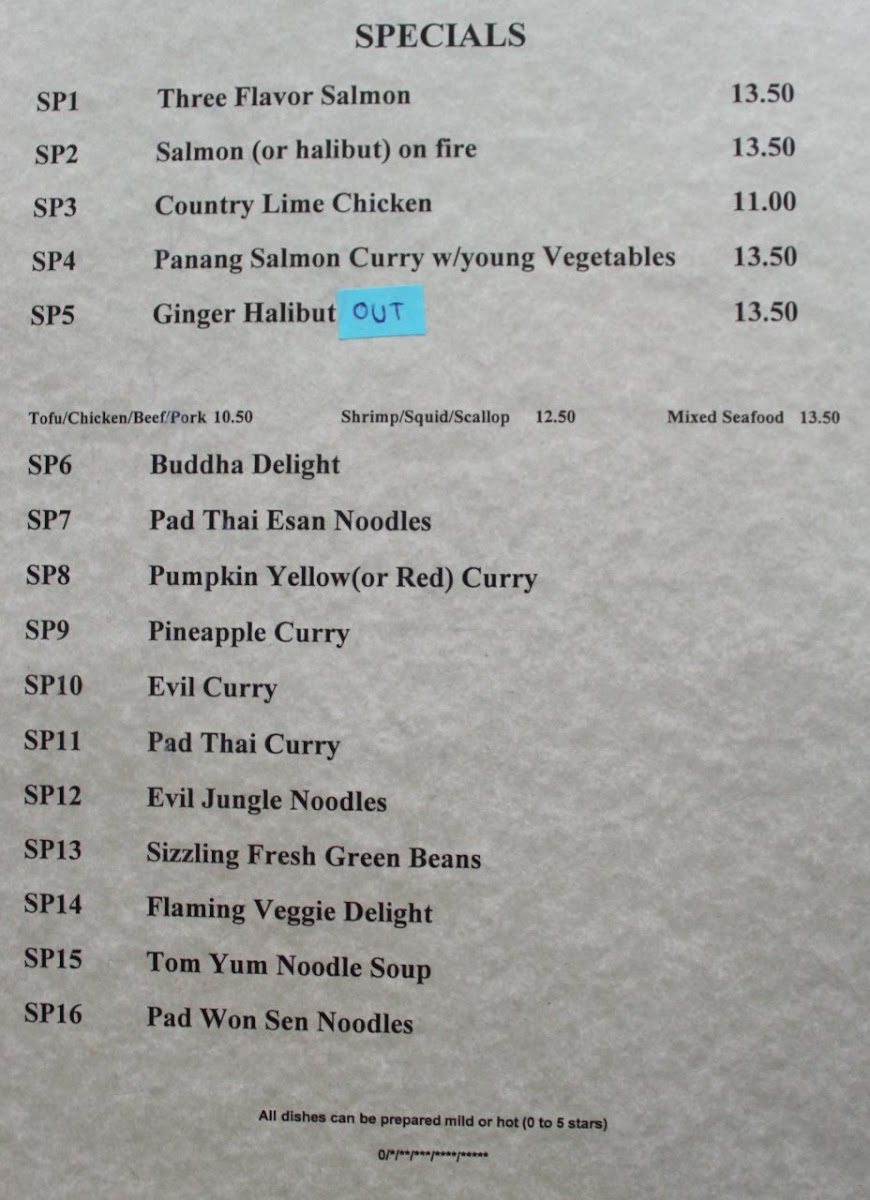 SPECIALS
SP1 Three Flavor Salmon 13.50
SP2 Salmon (or halibut) on fire 13.50
SP3 Country Lime Chicken 11.00
SP4 Panang Salmon Curry w/young Vegetables 13.50
SP5 Ginger Halibut OUT 13.50
Tofu/Chicken/Beef/Pork 10.50 Shrimp/Squid/Scallop 12.50 Mixed Seafood 13.50
SP6 Buddha Delight
SP7 Pad Thai Esan Noodles
SP8 Pumpkin Yellow(or Red) Curry
SP9 Pineapple Curry
SP10 Evil Curry
SP11 Pad Thai Curry
SP12 Evil Jungle Noodles
SP13 Sizzling Fresh Green Beans
SP14 Flaming Veggie Delight
SP15 Tom Yum Noodle Soup
SP16 Pad Won Sen Noodles
All dishes can be prepared mild or hot (0 to 5 stars)
0/*/**/***/****/*****